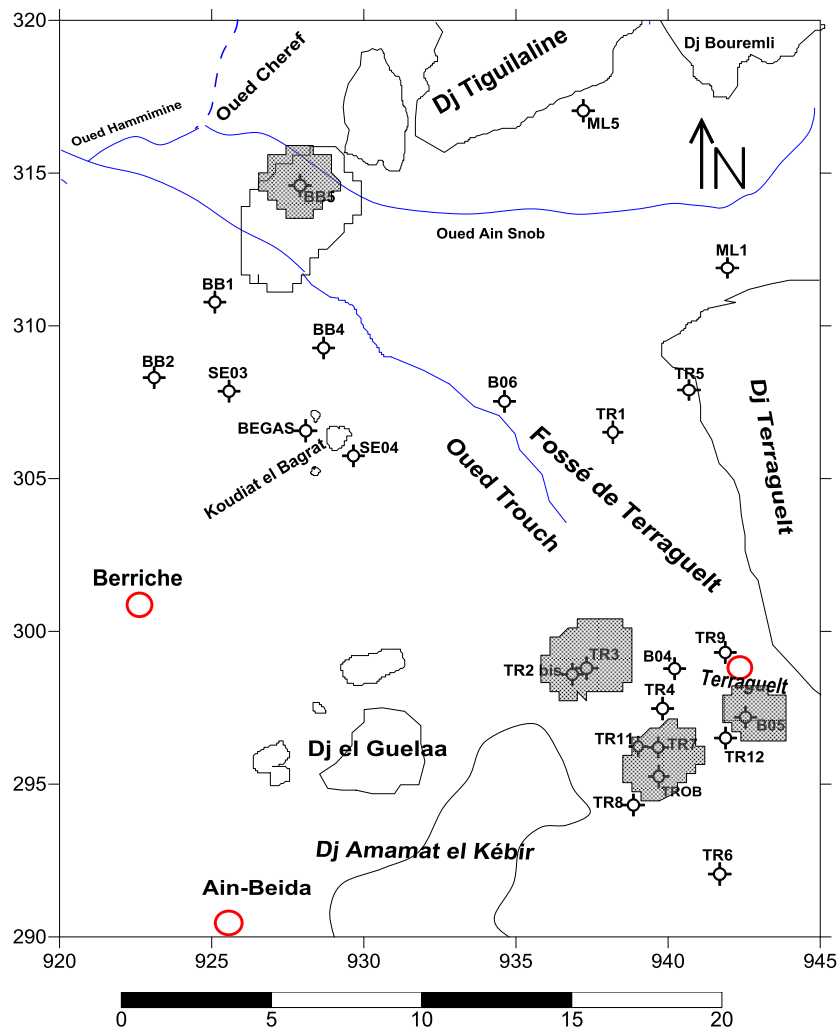 320
Dj Bouremli
Oued Cheref
Dj Tiguilaline
Oued Hammimine
ML5
N
315
BB5
Oued Ain Snob
ML1
BB1
310
BB4
BB2
SE03
TR5
B06
TR1
BEGAS
SE04
Koudiat el Bagrat
305
Oued Trouch
Fossé de Terraguelt
Dj Terraguelt
Berriche
300
TR9
TR3
B04
TR2 bis
Terraguelt
TR4
B05
TR11
TR7
TR12
Dj el Guelaa
295
TROB
TR8
Dj Amamat el Kébir
TR6
Ain-Beida
290
920
925
930
935
940
945
0
5
10
15
20